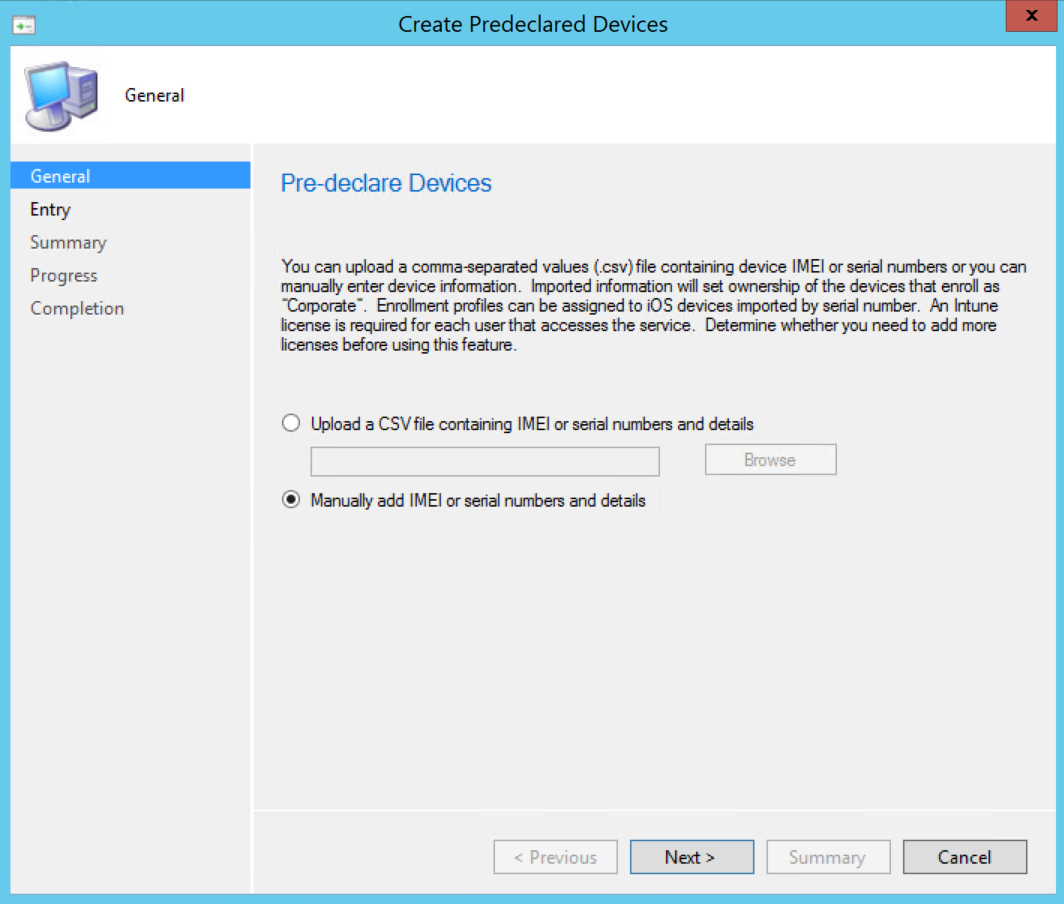 Create Predeclared Devices
x
General
General
Entry
Summary
Progress
Completion
Pre-declare Devices
You can upload a comma-separated values (.csv) file containing device IMEI or serial numbers or you can
manually enter device information.  Imported information will set ownership of the devices that enroll as
"Corporate".  Enrollment profiles can be assigned to iOS devices imported by serial number.  An Intune
license is required for each user that accesses the service.  Determine whether you need to add more
licenses before using this feature.
Upload a CSV file containing IMEI or serial numbers and details
Browse
Manually add IMEI or serial numbers and details
< Previous
Next >
Summary
Cancel